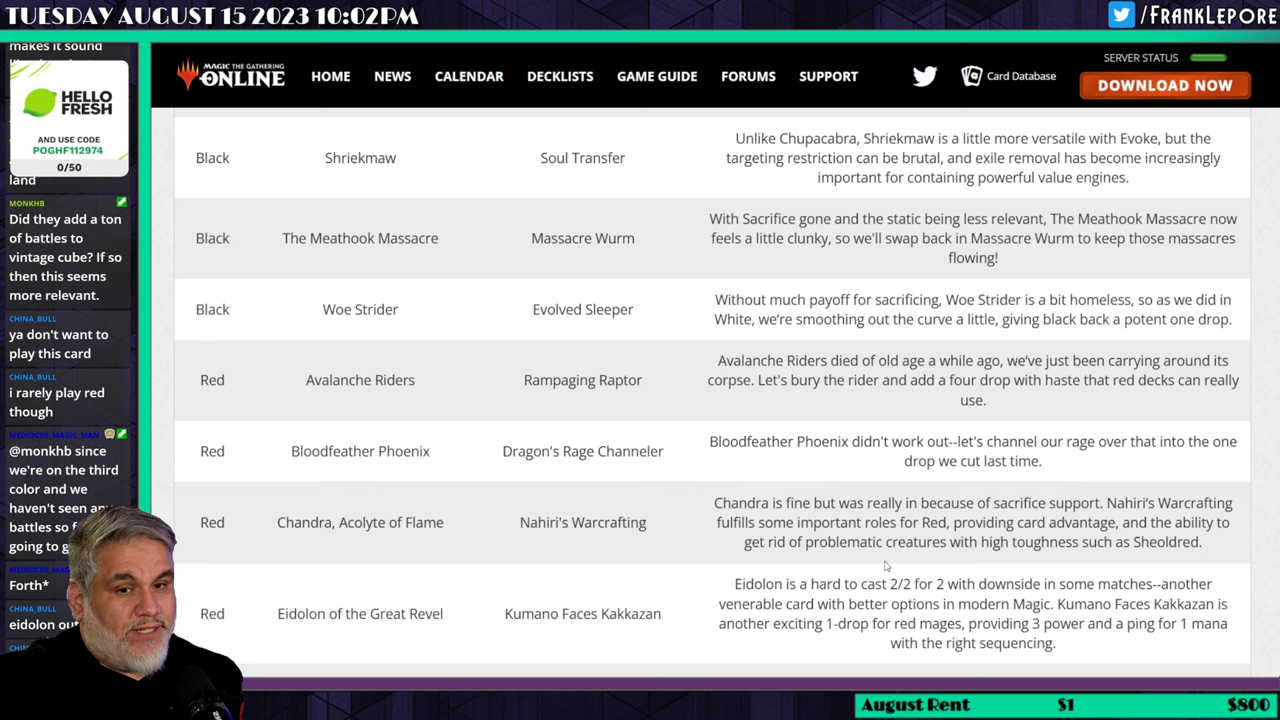 TUESDAY AUGUST 15 2023 10:02PM
/FRANKLEPORE
makes it sound
HELLO
FRESH
AND USE CODE
POGHF112974
0/50
land
MONKHB
Did they add a ton
of battles to
vintage cube? If so
then this seems
more relevant.
CHINA_BULL
ya don't want to
play this card
CHINA_BULL
i rarely play red
though
MEDIOCRE_MAGIC_MAN
@monkhb since
we're on the third
color and we
haven't seen any
battles so f
going to g
Forth*
CHINA_BULL
eidolon out
MAGIC THE GATHERING
ONLINE
HOME
NEWS
CALENDAR
DECKLISTS
GAME GUIDE
FORUMS
SUPPORT
Card Database
SERVER STATUS
DOWNLOAD NOW
Black
Shriekmaw
Soul Transfer
Unlike Chupacabra, Shriekmaw is a little more versatile with Evoke, but the
targeting restriction can be brutal, and exile removal has become increasingly
important for containing powerful value engines.
Black
The Meathook Massacre
Massacre Wurm
With Sacrifice gone and the static being less relevant, The Meathook Massacre now
feels a little clunky, so we'll swap back in Massacre Wurm to keep those massacres
flowing!
Black
Woe Strider
Evolved Sleeper
Without much payoff for sacrificing, Woe Strider is a bit homeless, so as we did in
White, we're smoothing out the curve a little, giving black back a potent one drop.
Red
Avalanche Riders
Rampaging Raptor
Avalanche Riders died of old age a while ago, we've just been carrying around its
corpse. Let's bury the rider and add a four drop with haste that red decks can really
use.
Red
Bloodfeather Phoenix
Dragon's Rage Channeler
Bloodfeather Phoenix didn't work out--let's channel our rage over that into the one
drop we cut last time.
Red
Chandra, Acolyte of Flame
Nahiri's Warcrafting
Chandra is fine but was really in because of sacrifice support. Nahiri's Warcrafting
fulfills some important roles for Red, providing card advantage, and the ability to
get rid of problematic creatures with high toughness such as Sheoldred.
Red
Eidolon of the Great Revel
Kumano Faces Kakkazan
Eidolon is a hard to cast 2/2 for 2 with downside in some matches--another
venerable card with better options in modern Magic. Kumano Faces Kakkazan is
another exciting 1-drop for red mages, providing 3 power and a ping for 1 mana
with the right sequencing.
August Rent
$1
$800